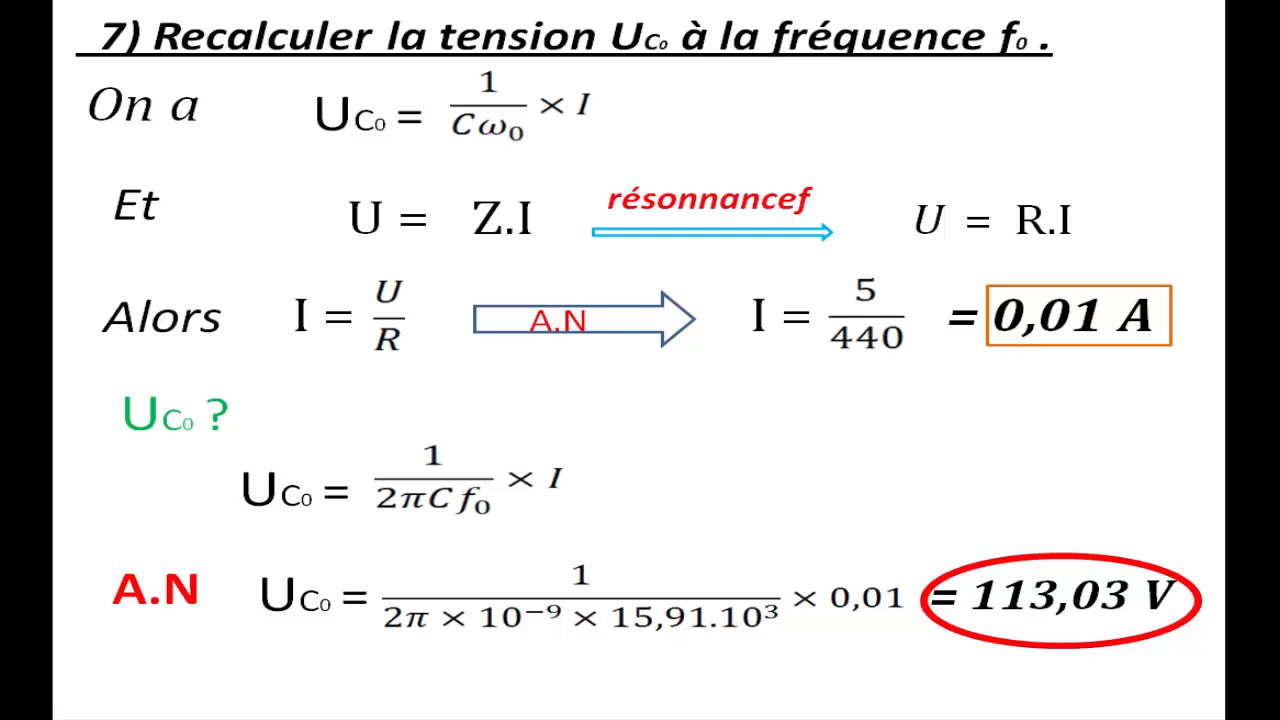 7) Recalculer la tension UC₀ à la fréquence f₀ .
On a UC₀ = 1/(Cω₀) × I
Et U = Z.I résonnancef U = R.I
Alors I = U/R A.N I = 5/440 = 0,01 A
UC₀ ?
UC₀ = 1/(2πCf₀) × I
A.N UC₀ = 1/(2π × 10⁻⁹ × 15,91.10³) × 0,01 = 113,03 V